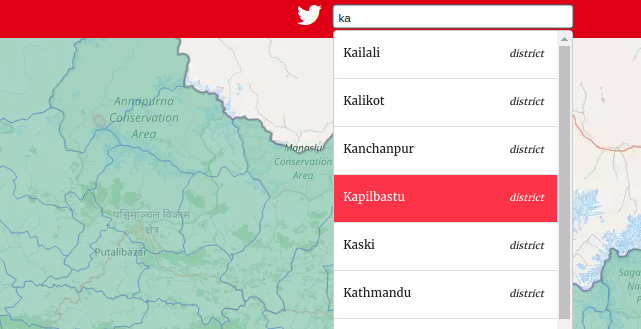 ka
Kailali district
Kalikot district
Kanchanpur district
Kapilbastu district
Kaski district
Kathmandu district
Annapurna
Conservation
Area
Manaslu
Conservation
Area
पश्चिमाञ्चल विकास
क्षेत्र
Putalibazar